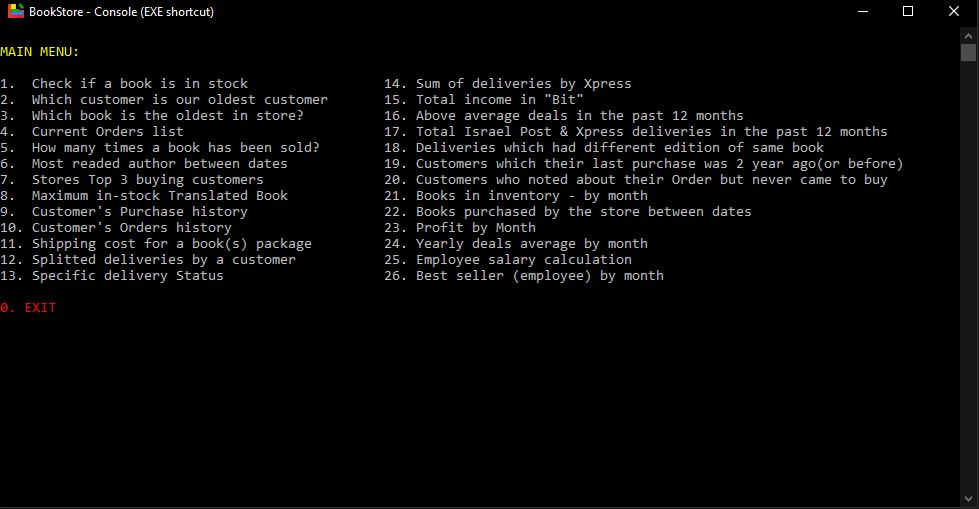 BookStore - Console (EXE shortcut)
MAIN MENU:
1. Check if a book is in stock
2. Which customer is our oldest customer
3. Which book is the oldest in store?
4. Current Orders list
5. How many times a book has been sold?
6. Most readed author between dates
7. Stores Top 3 buying customers
8. Maximum in-stock Translated Book
9. Customer's Purchase history
10. Customer's Orders history
11. Shipping cost for a book(s) package
12. Splitted deliveries by a customer
13. Specific delivery Status
14. Sum of deliveries by Xpress
15. Total income in "Bit"
16. Above average deals in the past 12 months
17. Total Israel Post & Xpress deliveries in the past 12 months
18. Deliveries which had different edition of same book
19. Customers which their last purchase was 2 year ago(or before)
20. Customers who noted about their Order but never came to buy
21. Books in inventory - by month
22. Books purchased by the store between dates
23. Profit by Month
24. Yearly deals average by month
25. Employee salary calculation
26. Best seller (employee) by month
0. EXIT